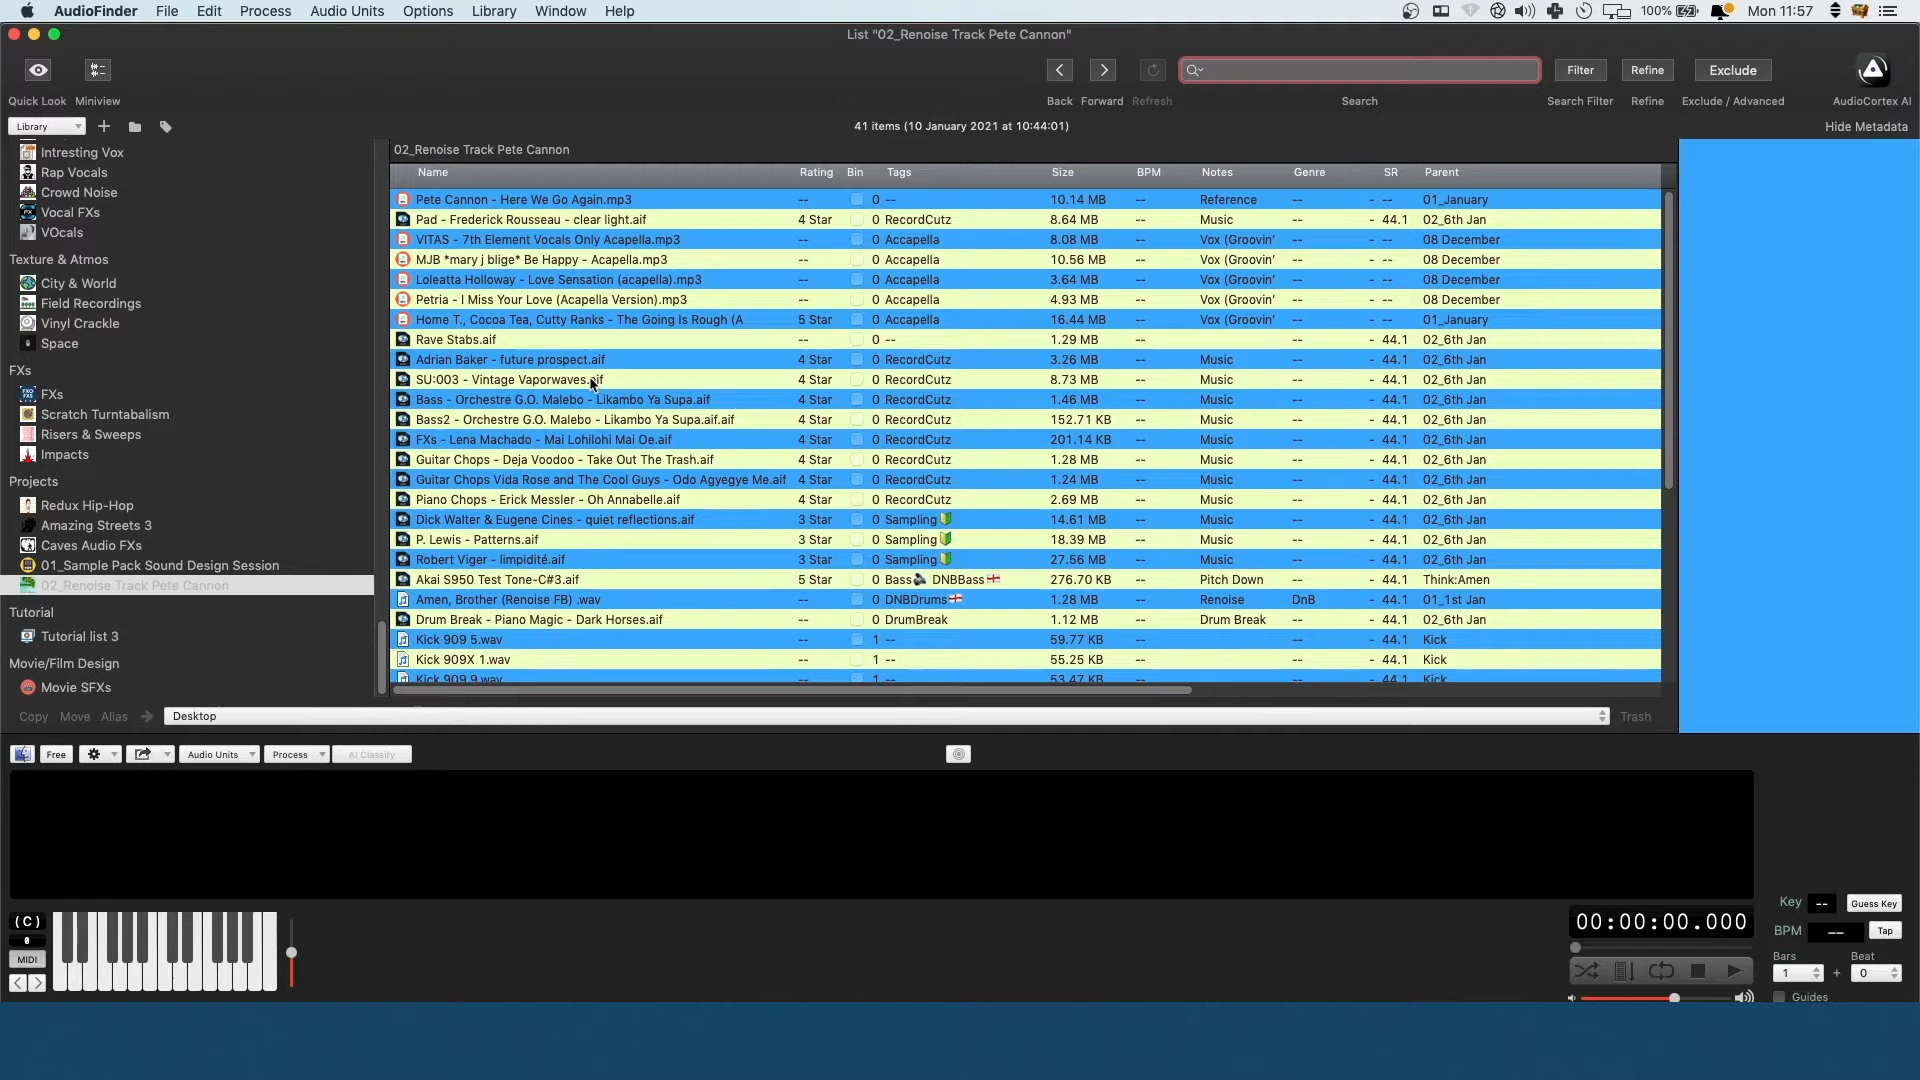 AudioFinder File Edit Process Audio Units Options Library Window Help 100% Mon 11:57
List "02_Renoise Track Pete Cannon"
Filter Refine Exclude
Quick Look Miniview Back Forward Refresh Search Search Filter Refine Exclude / Advanced AudioCortex AI
Library 41 items (10 January 2021 at 10:44:01) Hide Metadata
Intresting Vox
Rap Vocals
Crowd Noise
Vocal FXs
VOcals
Texture & Atmos
City & World
Field Recordings
Vinyl Crackle
Space
FXs
FXs
Scratch Turntabalism
Risers & Sweeps
Impacts
Projects
Redux Hip-Hop
Amazing Streets 3
Caves Audio FXs
01_Sample Pack Sound Design Session
02_Renoise Track Pete Cannon
Tutorial
Tutorial list 3
Movie/Film Design
Movie SFXs
02_Renoise Track Pete Cannon
Name Rating Bin Tags Size BPM Notes Genre SR Parent
Pete Cannon - Here We Go Again.mp3 -- 0 -- 10.14 MB -- Reference -- - -- 01_January
Pad - Frederick Rousseau - clear light.aif 4 Star 0 RecordCutz 8.64 MB -- Music -- - 44.1 02_6th Jan
VITAS - 7th Element Vocals Only Acapella.mp3 -- 0 Accapella 8.08 MB -- Vox (Groovin' -- - -- 08 December
MJB *mary j blige* Be Happy - Acapella.mp3 -- 0 Accapella 10.56 MB -- Vox (Groovin' -- - -- 08 December
Loleatta Holloway - Love Sensation (acapella).mp3 -- 0 Accapella 3.64 MB -- Vox (Groovin' -- - -- 08 December
Petria - I Miss Your Love (Acapella Version).mp3 -- 0 Accapella 4.93 MB -- Vox (Groovin' -- - -- 08 December
Home T., Cocoa Tea, Cutty Ranks - The Going Is Rough (A 5 Star 0 Accapella 16.44 MB -- Vox (Groovin' -- - -- 01_January
Rave Stabs.aif -- 0 -- 1.29 MB -- -- -- - 44.1 02_6th Jan
Adrian Baker - future prospect.aif 4 Star 0 RecordCutz 3.26 MB -- Music -- - 44.1 02_6th Jan
SU:003 - Vintage Vaporwaves.aif 4 Star 0 RecordCutz 8.73 MB -- Music -- - 44.1 02_6th Jan
Bass - Orchestre G.O. Malebo - Likambo Ya Supa.aif 4 Star 0 RecordCutz 1.46 MB -- Music -- - 44.1 02_6th Jan
Bass2 - Orchestre G.O. Malebo - Likambo Ya Supa.aif.aif 4 Star 0 RecordCutz 152.71 KB -- Music -- - 44.1 02_6th Jan
FXs - Lena Machado - Mai Lohilohi Mai Oe.aif 4 Star 0 RecordCutz 201.14 KB -- Music -- - 44.1 02_6th Jan
Guitar Chops - Deja Voodoo - Take Out The Trash.aif 4 Star 0 RecordCutz 1.28 MB -- Music -- - 44.1 02_6th Jan
Guitar Chops Vida Rose and The Cool Guys - Odo Agyegye Me.aif 4 Star 0 RecordCutz 1.24 MB -- Music -- - 44.1 02_6th Jan
Piano Chops - Erick Messler - Oh Annabelle.aif 4 Star 0 RecordCutz 2.69 MB -- Music -- - 44.1 02_6th Jan
Dick Walter & Eugene Cines - quiet reflections.aif 3 Star 0 Sampling🔰 14.61 MB -- Music -- - 44.1 02_6th Jan
P. Lewis - Patterns.aif 3 Star 0 Sampling🔰 18.39 MB -- Music -- - 44.1 02_6th Jan
Robert Viger - limpidité.aif 3 Star 0 Sampling🔰 27.56 MB -- Music -- - 44.1 02_6th Jan
Akai S950 Test Tone-C#3.aif 5 Star 0 Bass🔊 DNBBass🏴󠁧󠁢󠁥󠁮󠁧󠁿 276.70 KB -- Pitch Down -- - 44.1 Think:Amen
Amen, Brother (Renoise FB) .wav -- 0 DNBDrums🏴󠁧󠁢󠁥󠁮󠁧󠁿 1.28 MB -- Renoise DnB - 44.1 01_1st Jan
Drum Break - Piano Magic - Dark Horses.aif -- 0 DrumBreak 1.12 MB -- Drum Break -- - 44.1 02_6th Jan
Kick 909 5.wav -- 1 -- 59.77 KB -- -- -- - 44.1 Kick
Kick 909X 1.wav -- 1 -- 55.25 KB -- -- -- - 44.1 Kick
Kick 909 9.wav -- 1 -- 53.47 KB -- -- -- - 44.1 Kick
Copy Move Alias Desktop Trash
Free Audio Units Process AI Classify
( C )
0
MIDI
00:00:00.000
Key -- Guess Key
BPM -- Tap
Bars Beat
1 + 0
Guides